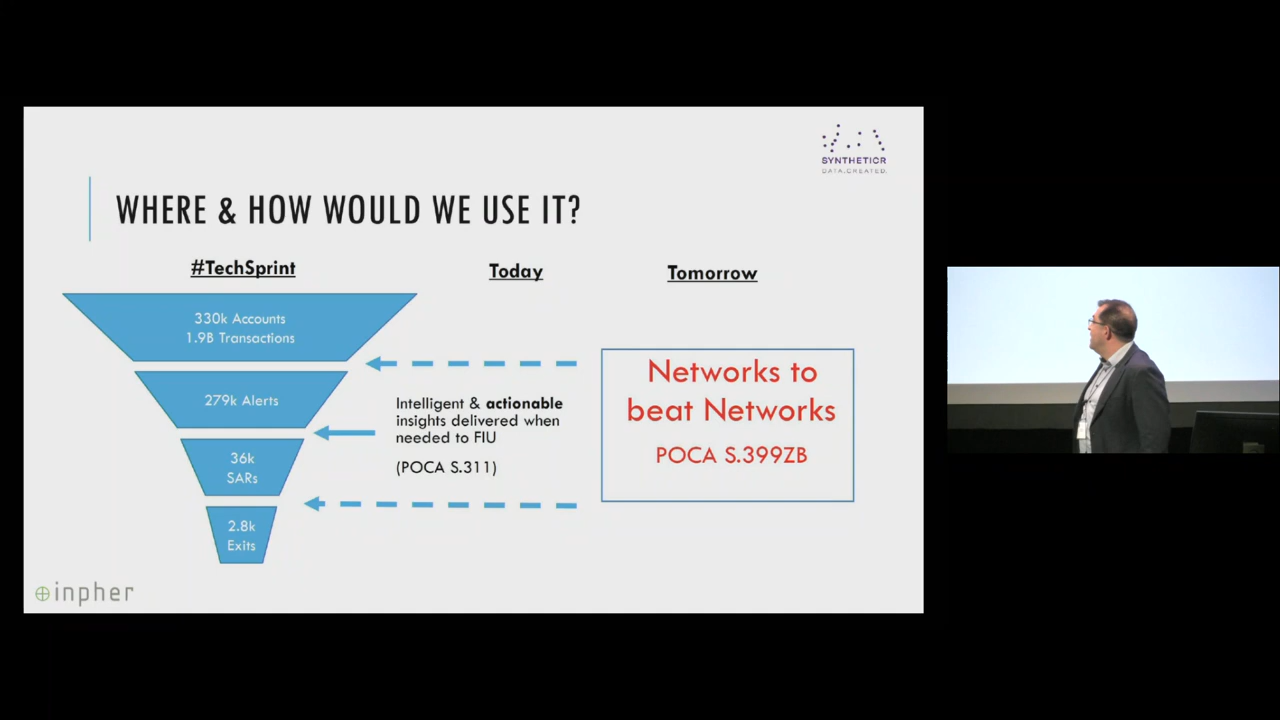 SYNTHETICR
DATA.CREATED.
WHERE & HOW WOULD WE USE IT?
#TechSprint
Today
Tomorrow
330k Accounts
1.9B Transactions
279k Alerts
36k
SARs
2.8k
Exits
Intelligent & actionable
insights delivered when
needed to FIU
(POCA S.311)
Networks to
beat Networks
POCA S.399ZB
inpher